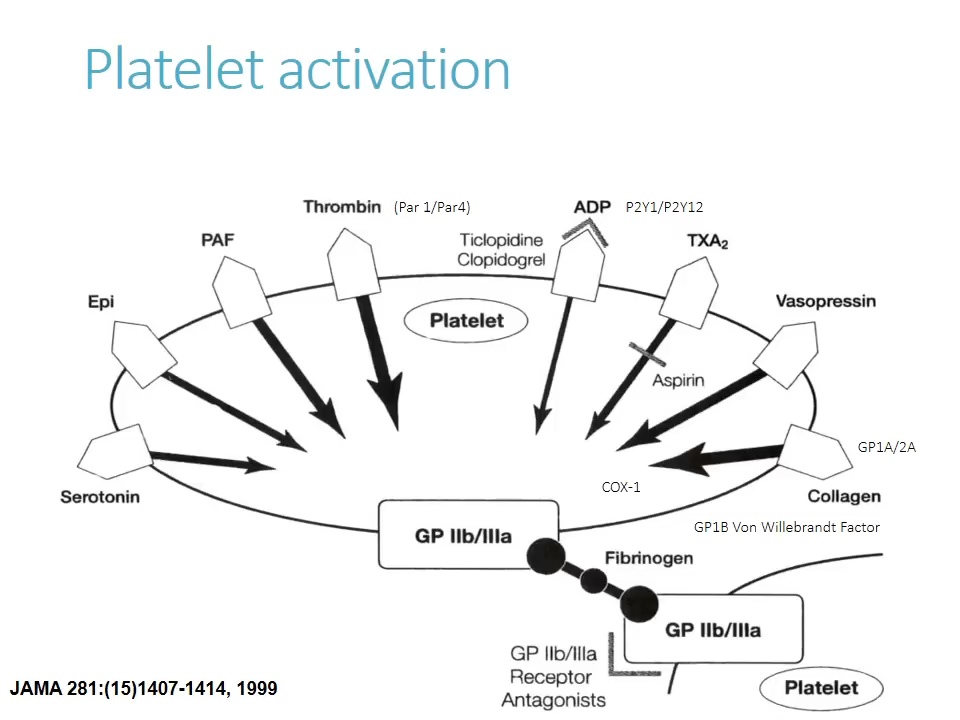 Platelet activation
Thrombin (Par 1/Par4)
ADP P2Y1/P2Y12
PAF
Ticlopidine
Clopidogrel
TXA₂
Epi
Platelet
Vasopressin
Aspirin
Serotonin
COX-1
GP1A/2A
Collagen
GP1B Von Willebrandt Factor
GP IIb/IIIa
Fibrinogen
GP IIb/IIIa
GP IIb/IIIa
Receptor
Antagonists
Platelet
JAMA 281:(15)1407-1414, 1999